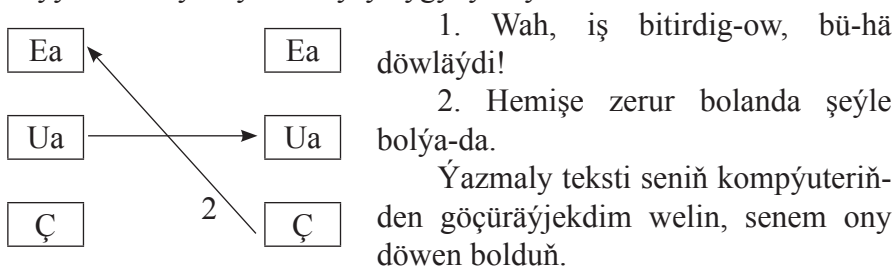 Ea
Ea
Ua
Ua
Ç
2
Ç
1. Wah, iş bitirdig-ow, bü-hä
döwläýdi!
2. Hemişe zerur bolanda şeýle
bolýa-da.
Ýazmaly teksti seniň kompýuteriň-
den göçüräýjekdim welin, senem ony
döwen bolduň.